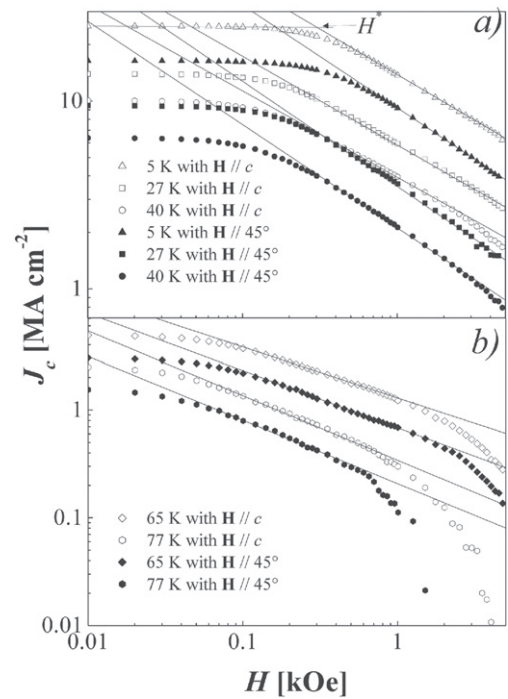 a)
H*
10
1
5 K with H // c
27 K with H // c
40 K with H // c
5 K with H // 45°
27 K with H // 45°
40 K with H // 45°
J_c [MA cm⁻²]
b)
1
0.1
0.01
65 K with H // c
77 K with H // c
65 K with H // 45°
77 K with H // 45°
0.01 0.1 1
H [kOe]